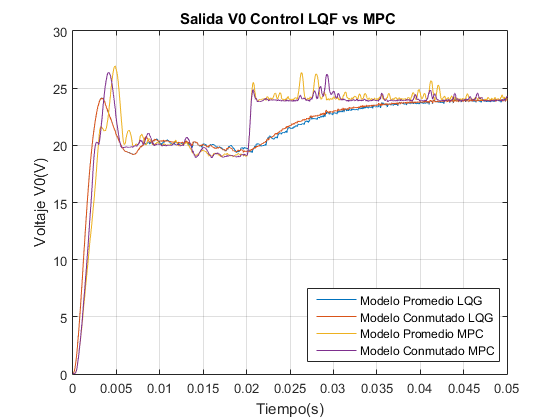 Salida V0 Control LQF vs MPC
30
25
20
15
10
5
0
Voltaje V0(V)
0 0.005 0.01 0.015 0.02 0.025 0.03 0.035 0.04 0.045 0.05
Tiempo(s)
Modelo Promedio LQG
Modelo Conmutado LQG
Modelo Promedio MPC
Modelo Conmutado MPC